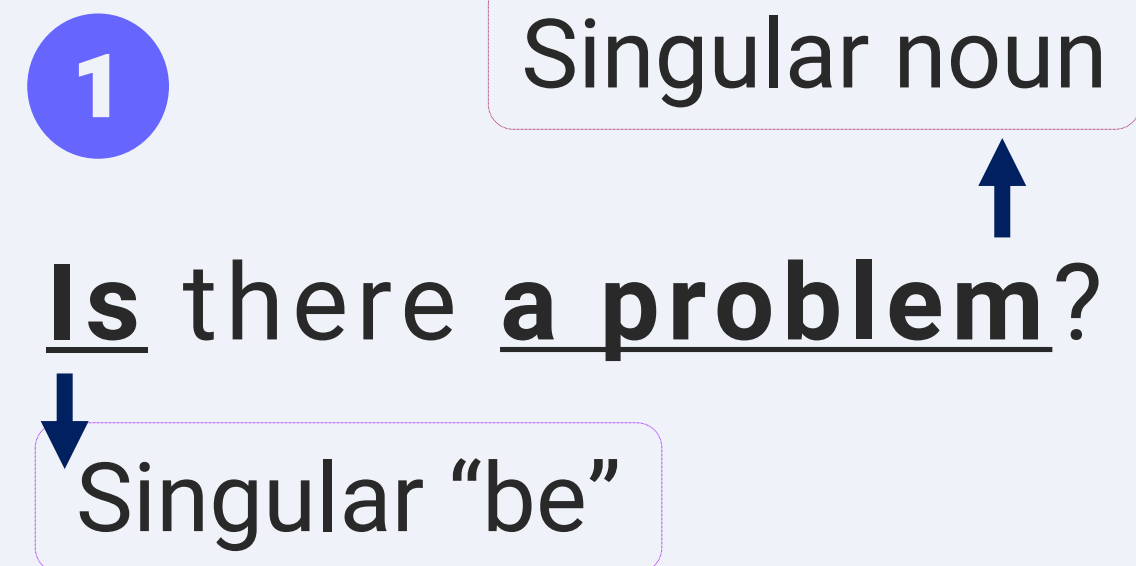 1
Singular noun
Is there a problem?
Singular “be”